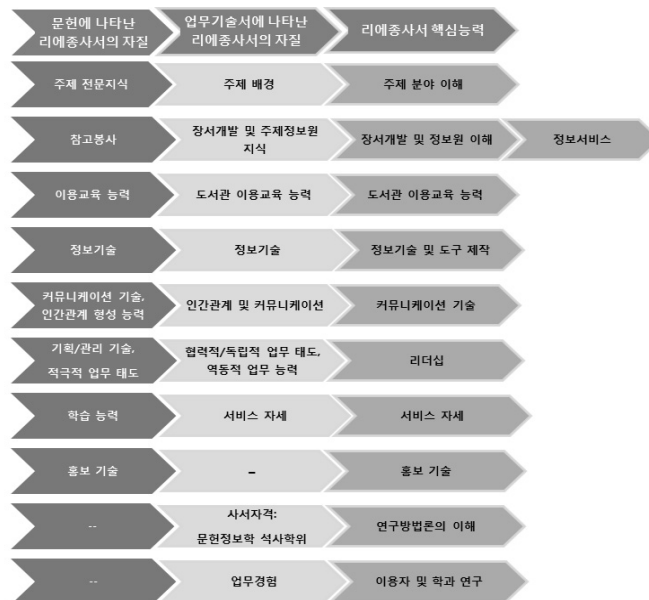 문헌에 나타난
리에종사서의 자질
업무기술서에 나타난
리에종사서의 자질
리에종사서 핵심능력
주제 전문지식
주제 배경
주제 분야 이해
참고봉사
장서개발 및 주제정보원
지식
장서개발 및 정보원 이해
정보서비스
이용교육 능력
도서관 이용교육 능력
도서관 이용교육 능력
정보기술
정보기술
정보기술 및 도구 제작
커뮤니케이션 기술,
인간관계 형성 능력
인간관계 및 커뮤니케이션
커뮤니케이션 기술
기획/관리 기술,
적극적 업무 태도
협력적/독립적 업무 태도,
역동적 업무 능력
리더십
학습 능력
서비스 자세
서비스 자세
홍보 기술
–
홍보 기술
--
사서자격:
문헌정보학 석사학위
연구방법론의 이해
--
업무경험
이용자 및 학과 연구